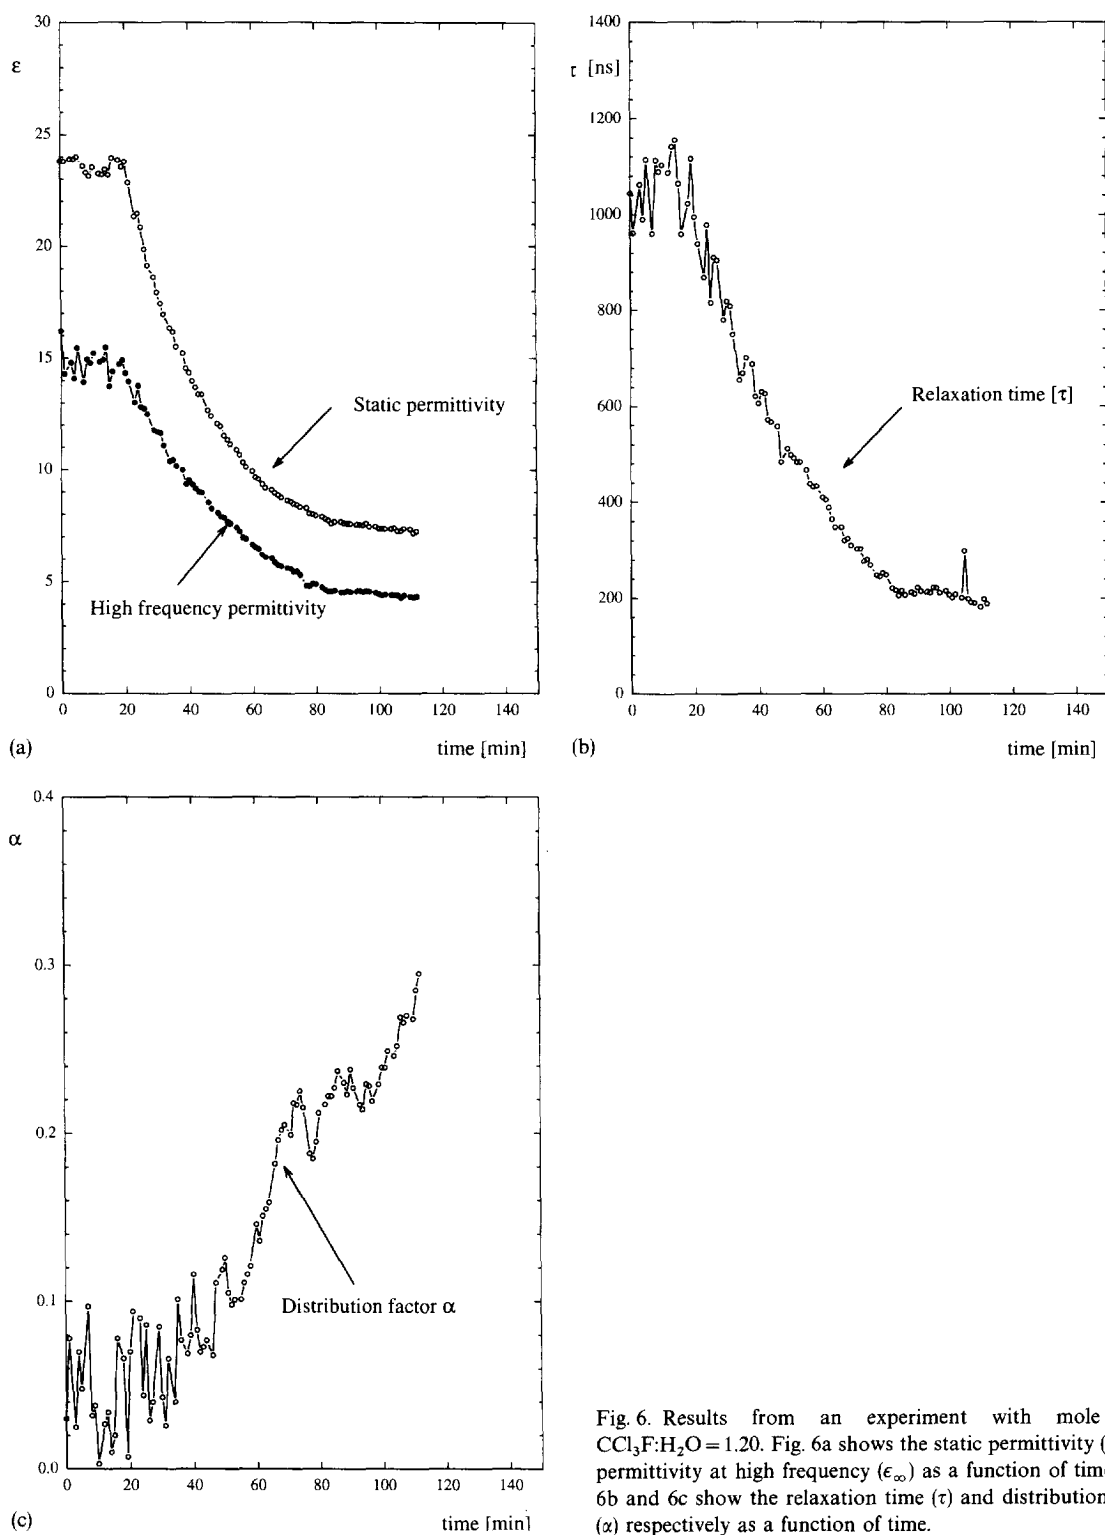 30
ε
25
20
15
10
5
0
Static permittivity
High frequency permittivity
0 20 40 60 80 100 120 140
(a)
time [min]
1400
τ [ns]
1200
1000
800
600
400
200
0
Relaxation time [τ]
0 20 40 60 80 100 120 140
(b)
time [min]
0.4
α
0.3
0.2
0.1
0.0
Distribution factor α
0 20 40 60 80 100 120 140
(c)
time [min]
Fig. 6. Results from an experiment with mole
CCl₃F:H₂O = 1.20. Fig. 6a shows the static permittivity (
permittivity at high frequency (ϵ∞) as a function of time
6b and 6c show the relaxation time (τ) and distribution
(α) respectively as a function of time.